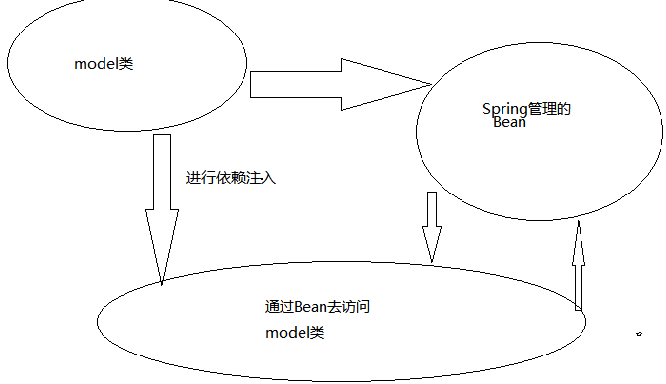 model类
Spring管理的
Bean
进行依赖注入
通过Bean去访问
model类